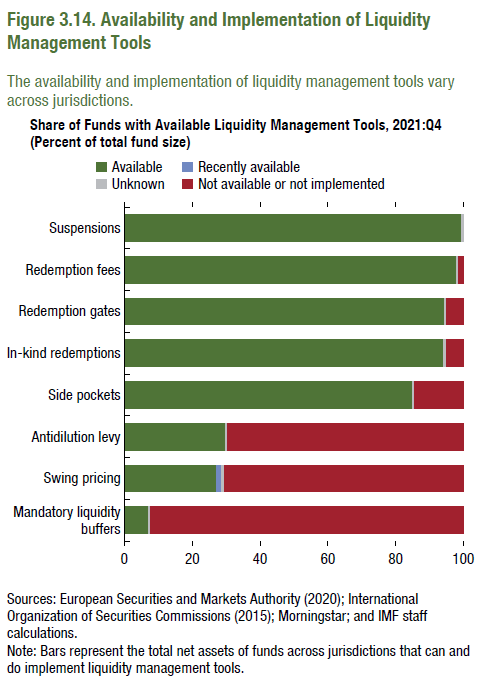 Figure 3.14. Availability and Implementation of Liquidity
Management Tools
The availability and implementation of liquidity management tools vary
across jurisdictions.
Share of Funds with Available Liquidity Management Tools, 2021:Q4
(Percent of total fund size)
Available
Recently available
Unknown
Not available or not implemented
Suspensions
Redemption fees
Redemption gates
In-kind redemptions
Side pockets
Antidilution levy
Swing pricing
Mandatory liquidity
buffers
0 20 40 60 80 100
Sources: European Securities and Markets Authority (2020); International
Organization of Securities Commissions (2015); Morningstar; and IMF staff
calculations.
Note: Bars represent the total net assets of funds across jurisdictions that can and
do implement liquidity management tools.